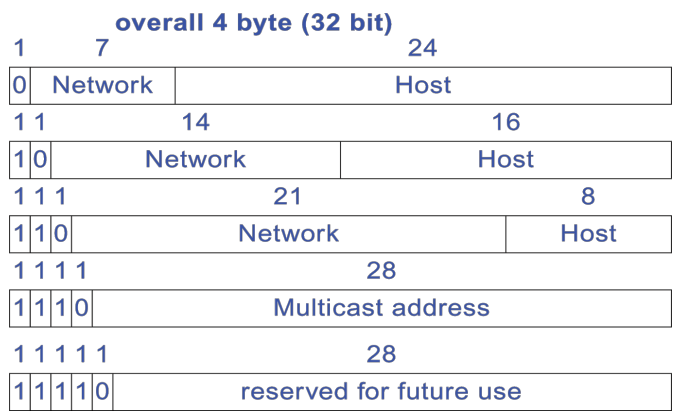 overall 4 byte (32 bit)
1 7 24
0 Network Host
1 1 14 16
1 0 Network Host
1 1 1 21 8
1 1 0 Network Host
1 1 1 1 28
1 1 1 0 Multicast address
1 1 1 1 1 28
1 1 1 1 0 reserved for future use